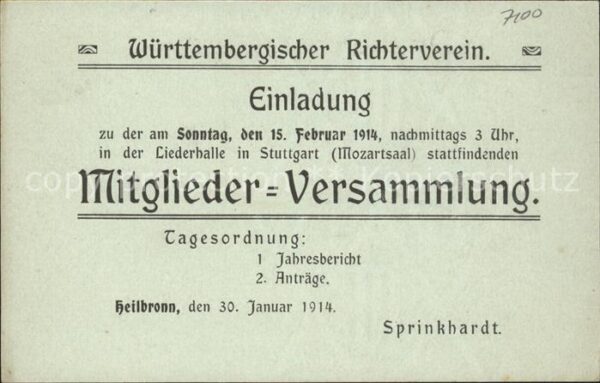 7100
Württembergischer Richterverein.
Einladung
zu der am Sonntag, den 15. Februar 1914, nachmittags 3 Uhr,
in der Liederhalle in Stuttgart (Mozartsaal) stattfindenden
Mitglieder=Versammlung.
Tagesordnung:
1 Jahresbericht
2. Anträge.
Heilbronn, den 30. Januar 1914.
Sprinkhardt.